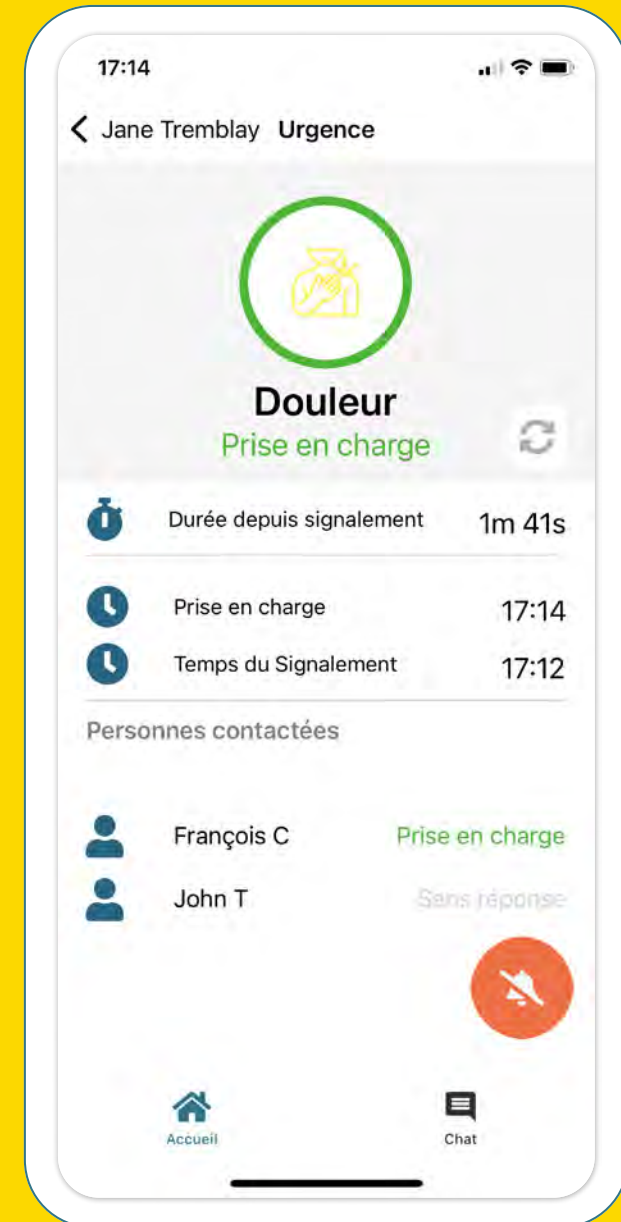 17:14
Jane Tremblay Urgence
Douleur
Prise en charge
Durée depuis signalement 1m 41s
Prise en charge 17:14
Temps du Signalement 17:12
Personnes contactées
François C Prise en charge
John T Sans réponse
Accueil Chat